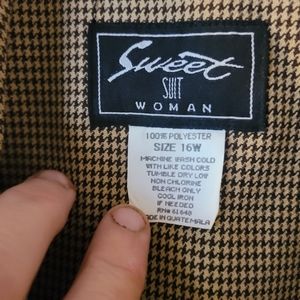 Sweet
SUIT
WOMAN
100% POLYESTER
SIZE 16W
MACHINE WASH COLD
WITH LIKE COLORS
TUMBLE DRY LOW
NON CHLORINE
BLEACH ONLY
COOL IRON
IF NEEDED
RN# 61648
MADE IN GUATEMALA